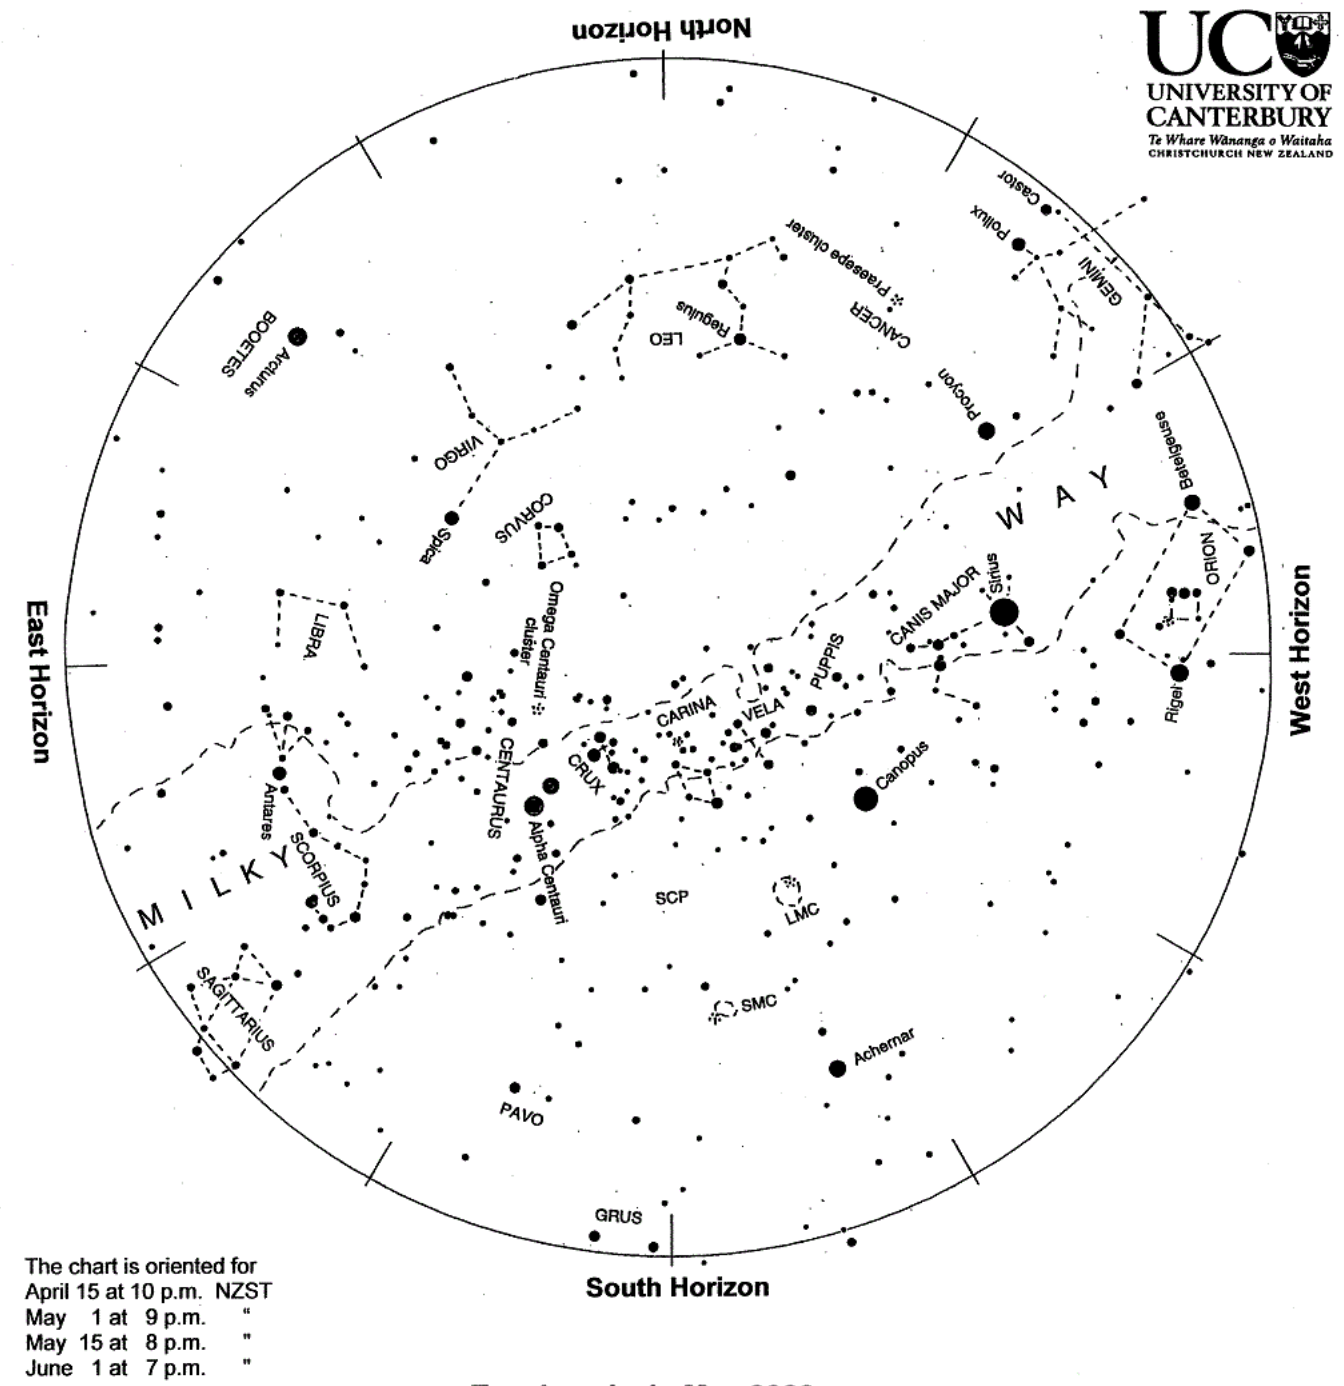 North Horizon
UC
UNIVERSITY OF
CANTERBURY
Te Whare Wānanga o Waitaha
CHRISTCHURCH NEW ZEALAND
Castor
Pollux
GEMINI
Praesepe cluster
CANCER
Regulus
LEO
BOOETES
Arcturus
Procyon
VIRGO
Betelgeuse
WAY
CORVUS
Spica
ORION
Sirius
CANIS MAJOR
Omega Centauri
cluster
LIBRA
East Horizon
West Horizon
PUPPIS
Rigel
CARINA
VELA
CENTAURUS
CRUX
Canopus
Antares
SCORPIUS
Alpha Centauri
MILKY
SCP
LMC
SAGITTARIUS
SMC
Achernar
PAVO
GRUS
South Horizon
The chart is oriented for
April 15 at 10 p.m. NZST
May 1 at 9 p.m. "
May 15 at 8 p.m. "
June 1 at 7 p.m. "